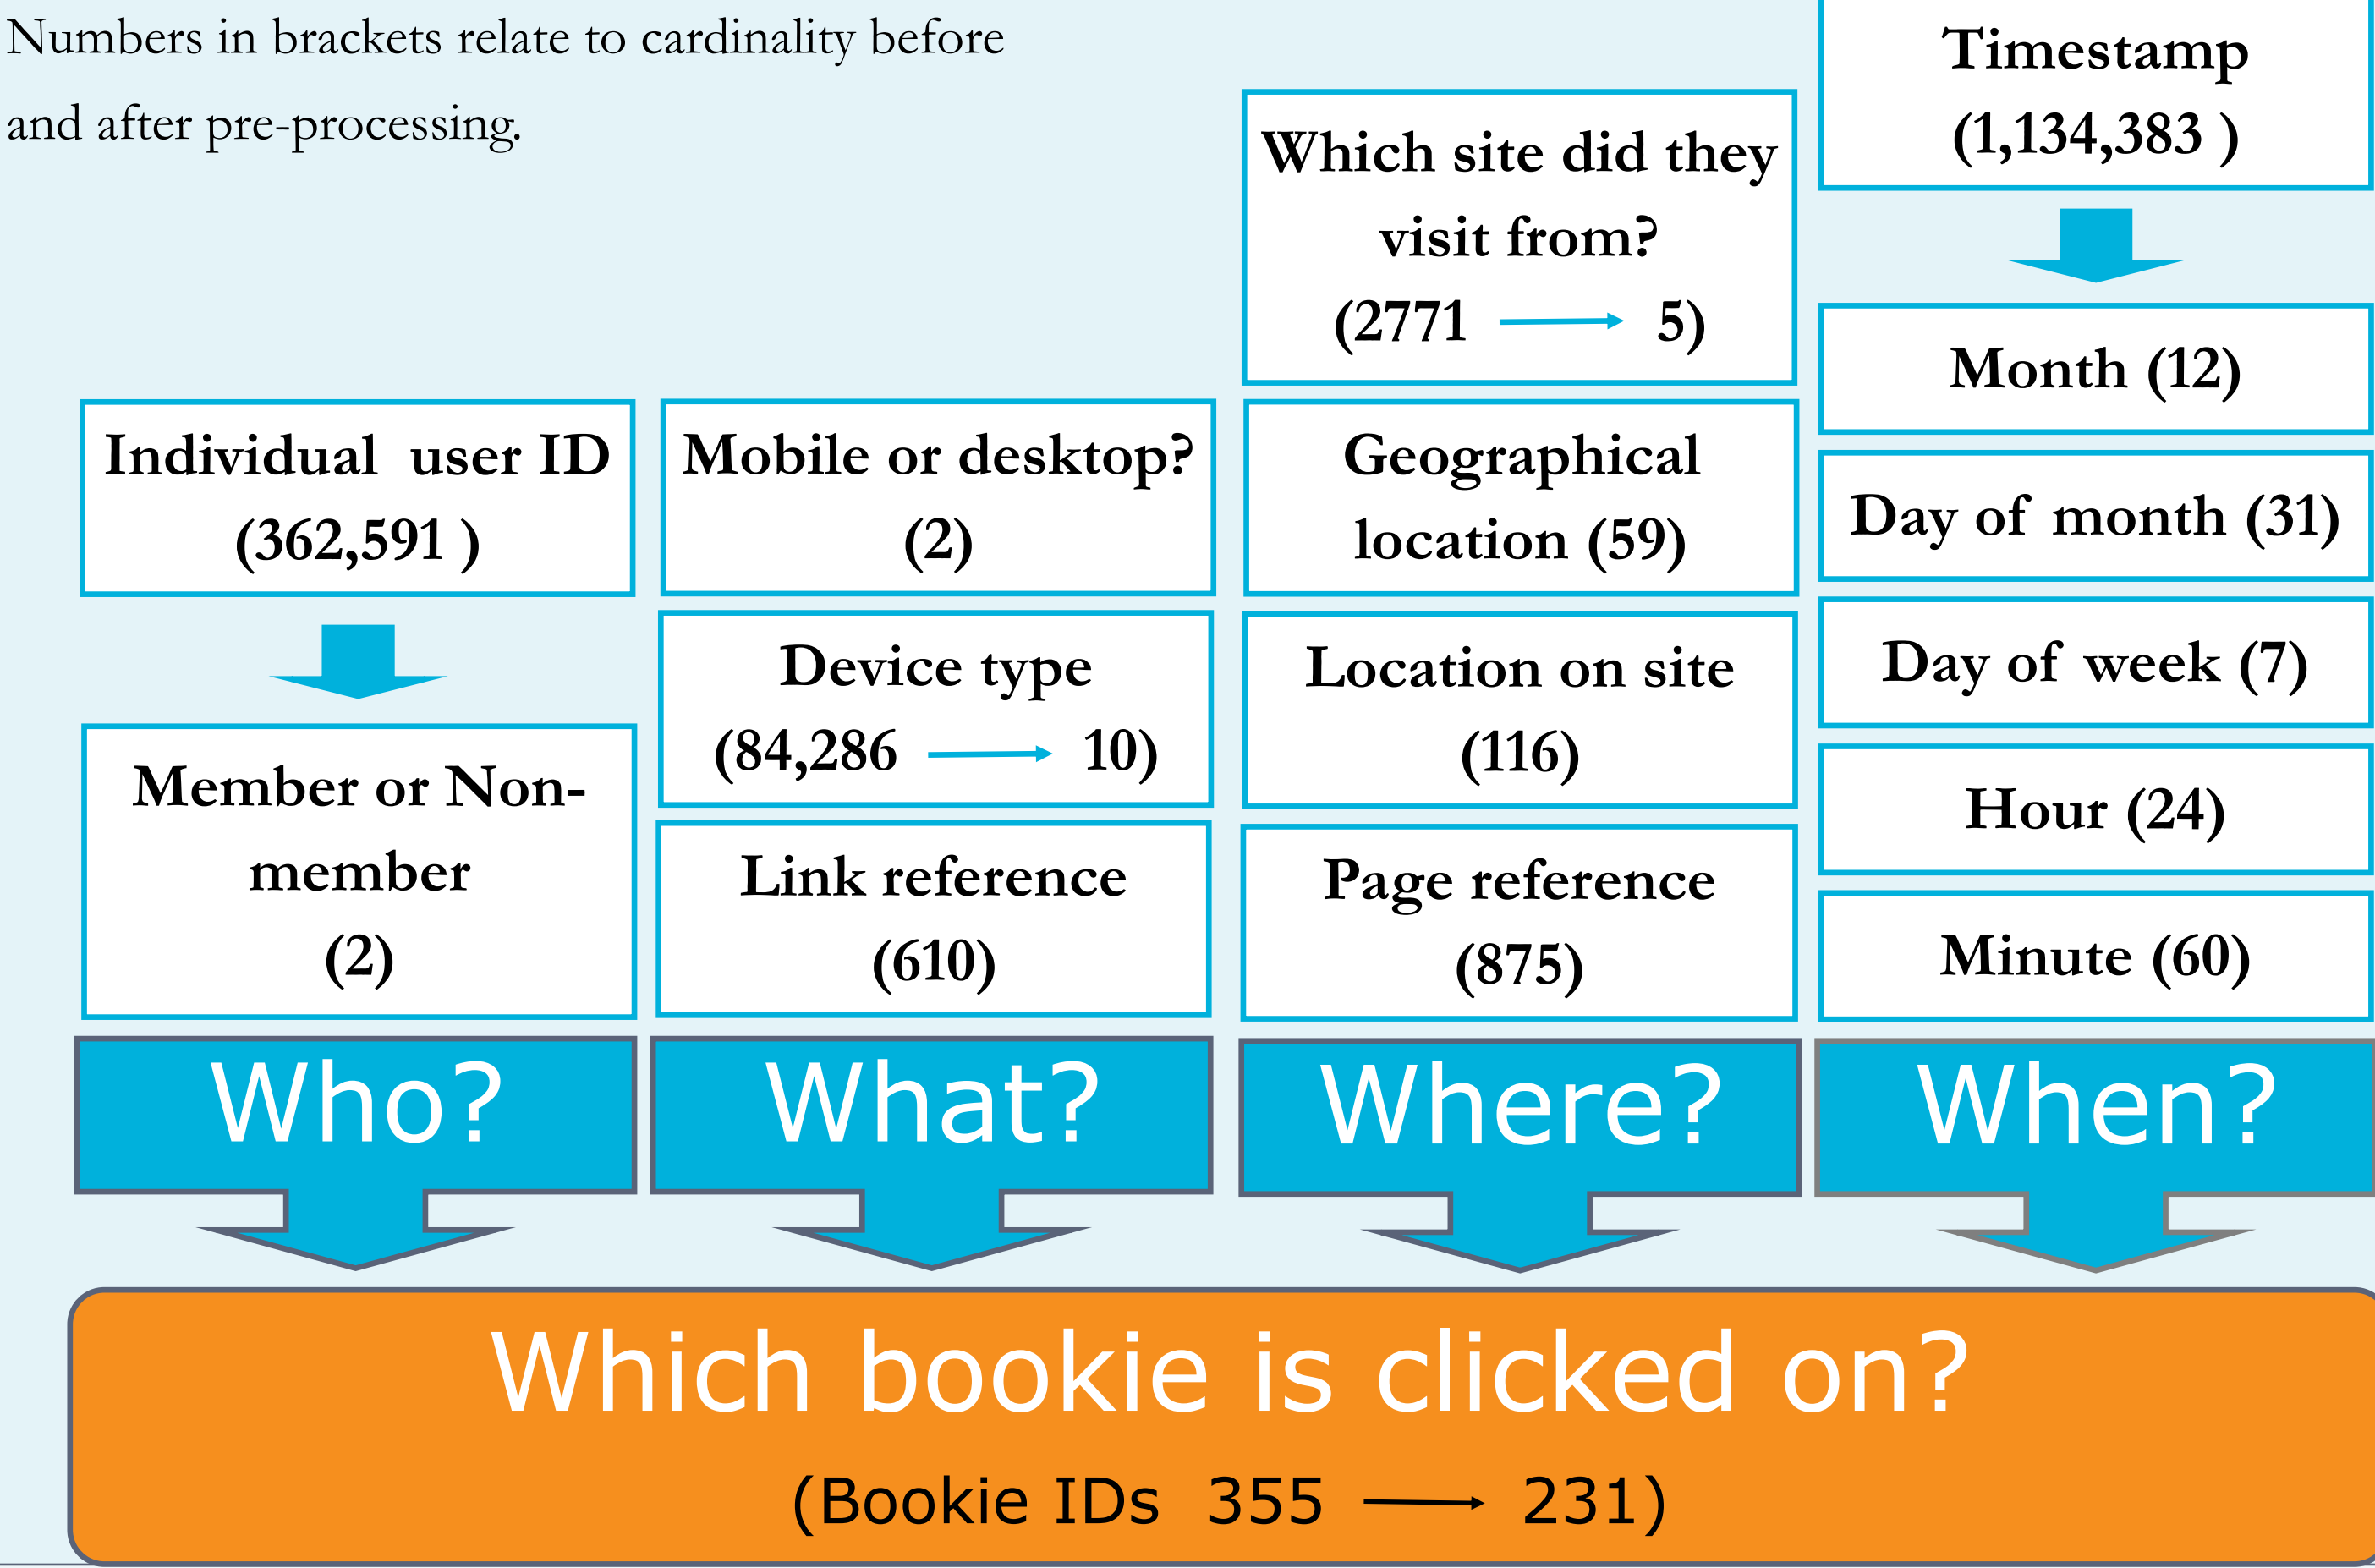 Numbers in brackets relate to cardinality before
and after pre-processing.
Individual user ID
(362,591 )
Member or Non-
member
(2)
Who?
Mobile or desktop?
(2)
Device type
(84,286 → 10)
Link reference
(610)
What?
Which site did they
visit from?
(2771 → 5)
Geographical
location (59)
Location on site
(116)
Page reference
(875)
Where?
Timestamp
(1,134,383 )
Month (12)
Day of month (31)
Day of week (7)
Hour (24)
Minute (60)
When?
Which bookie is clicked on?
(Bookie IDs 355 → 231)